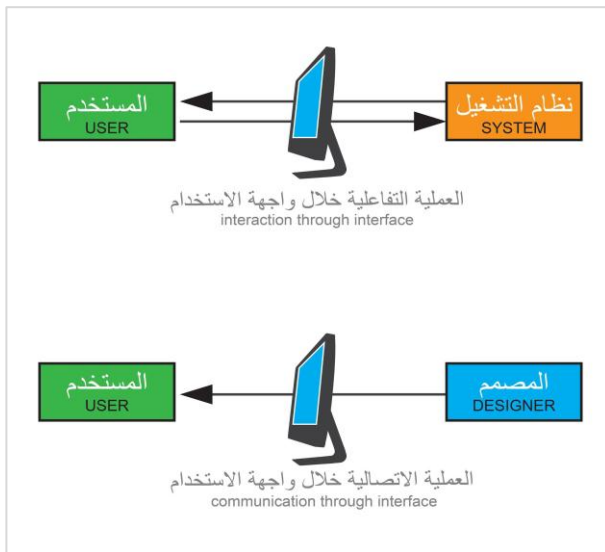 المستخدم
USER
نظام التشغيل
SYSTEM
العملية التفاعلية خلال واجهة الاستخدام
interaction through interface
المستخدم
USER
المصمم
DESIGNER
العملية الاتصالية خلال واجهة الاستخدام
communication through interface